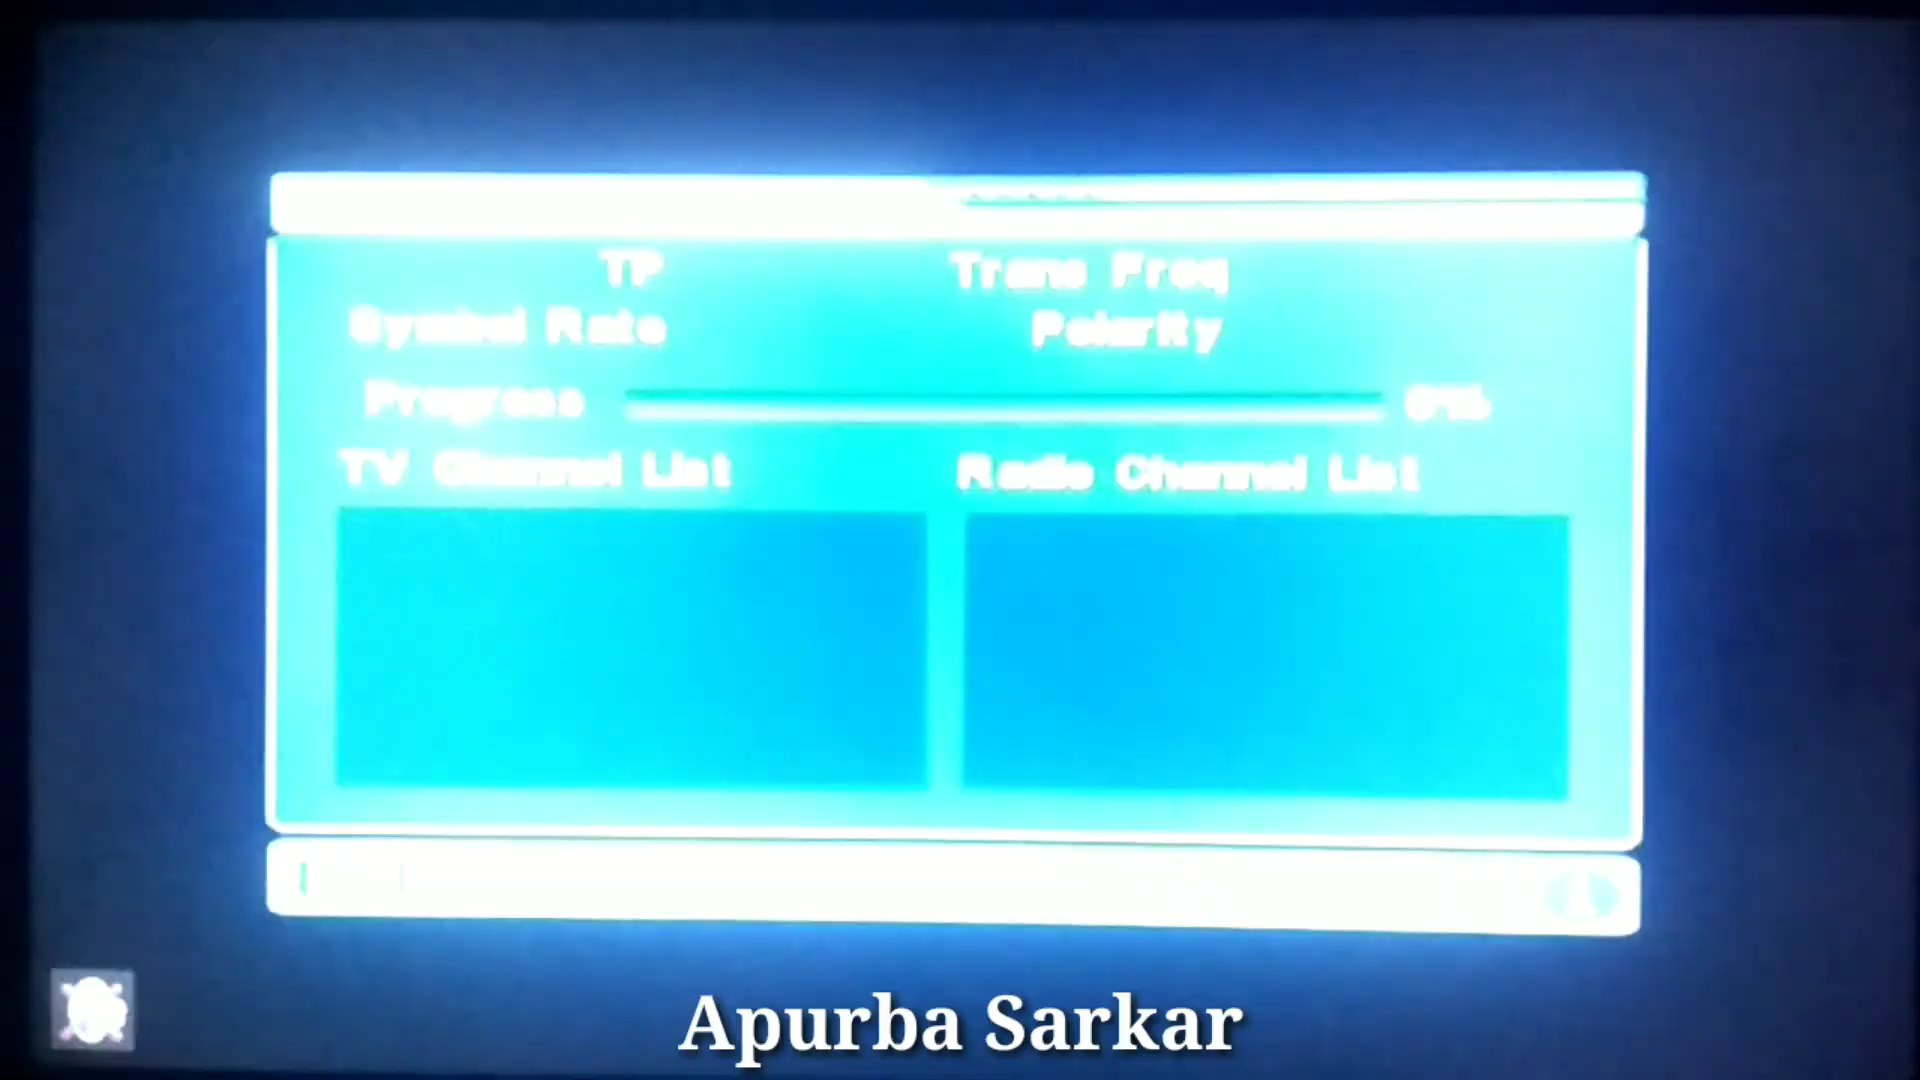 TP Trans Freq
Symbol Rate Polarity
Progress 0%
TV Channel List Radio Channel List
Apurba Sarkar